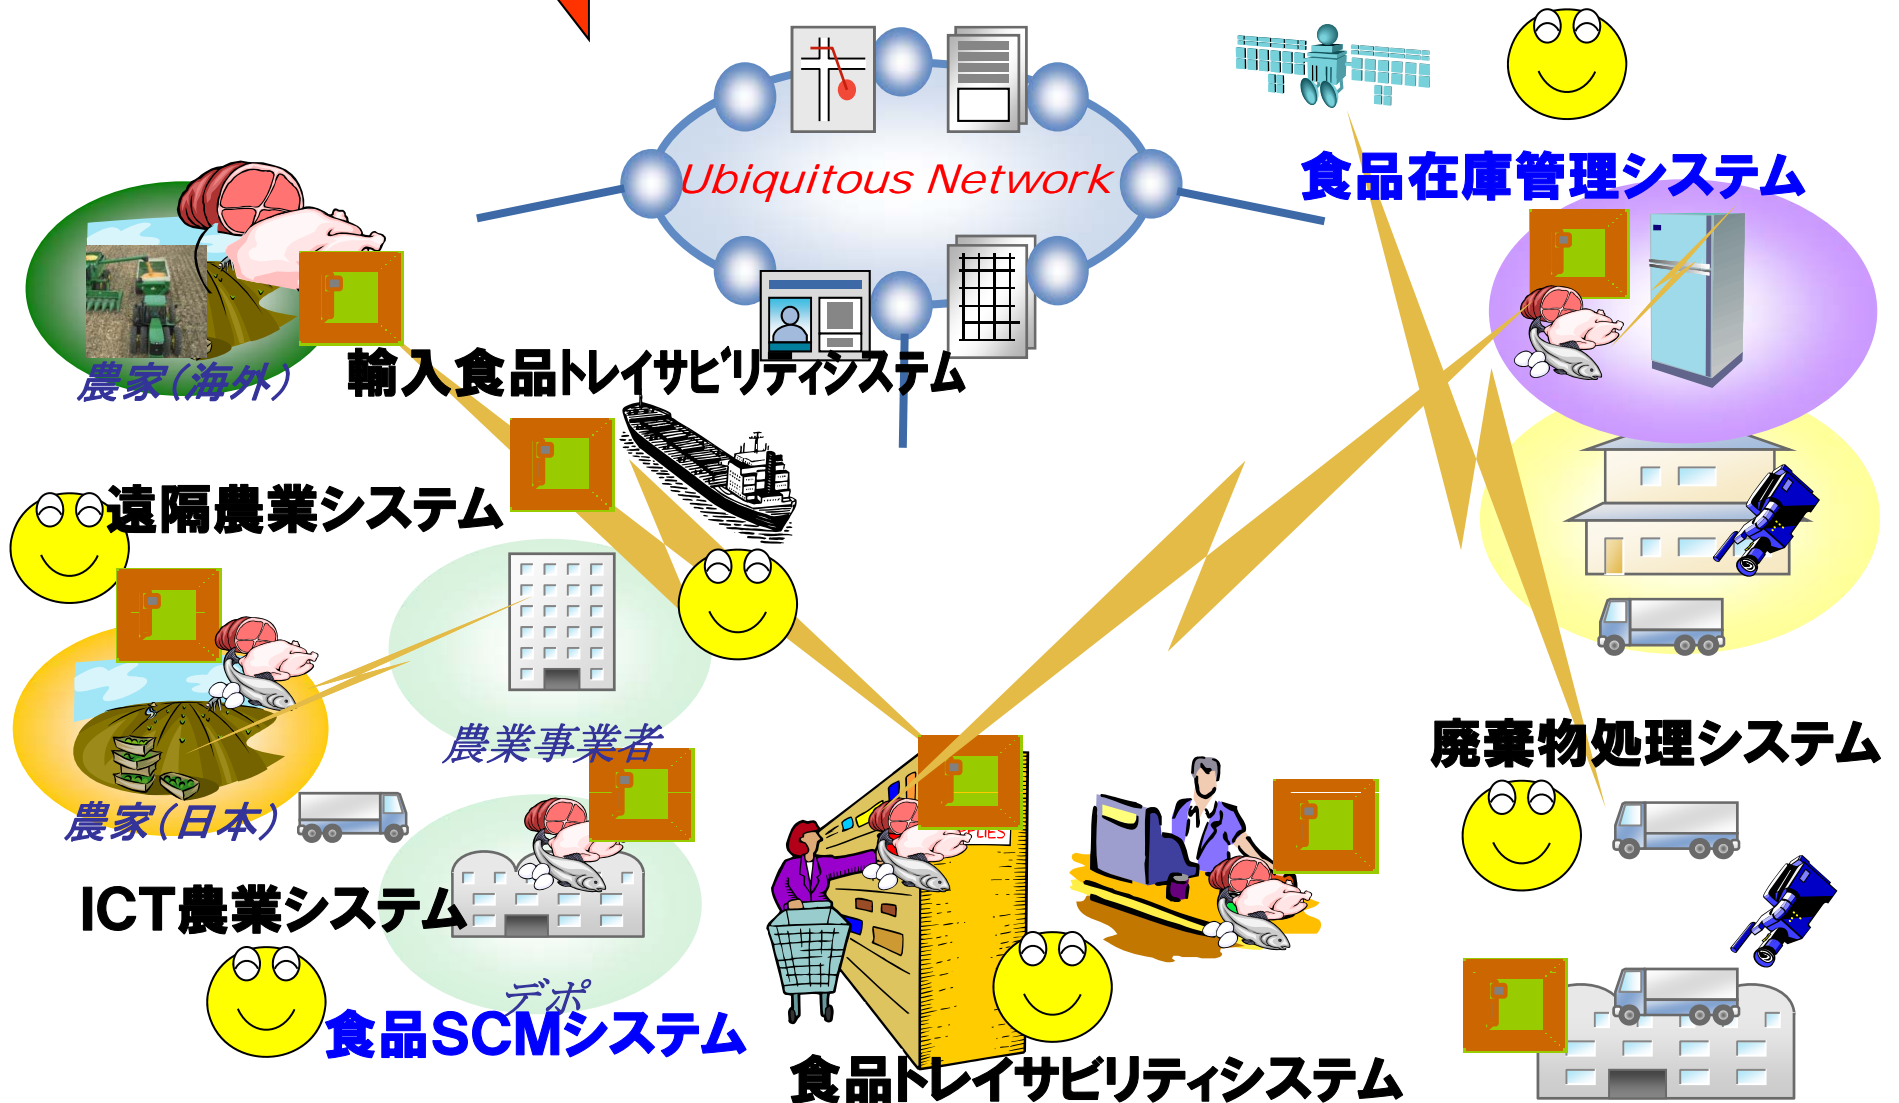 Ubiquitous Network
食品在庫管理システム
農家(海外)
輸入食品トレイサビリティシステム
遠隔農業システム
農業事業者
農家(日本)
廃棄物処理システム
PLIES
ICT農業システム
デポ
食品SCMシステム
食品トレイサビリティシステム